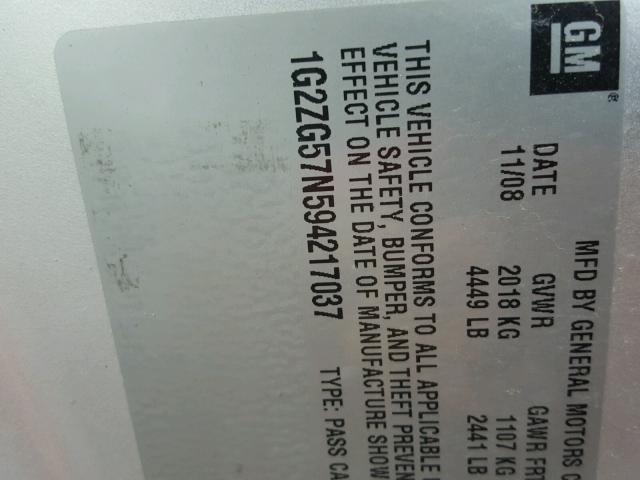 GM®
MFD BY GENERAL MOTORS
DATE GVWR GAWR
11/08 2018 KG 1107 KG
4449 LB 2441 LB
THIS VEHICLE CONFORMS TO ALL APPLICABLE
VEHICLE SAFETY, BUMPER, AND THEFT
EFFECT ON THE DATE OF MANUFACTURE
1G2ZG57N594217037 TYPE: PASS